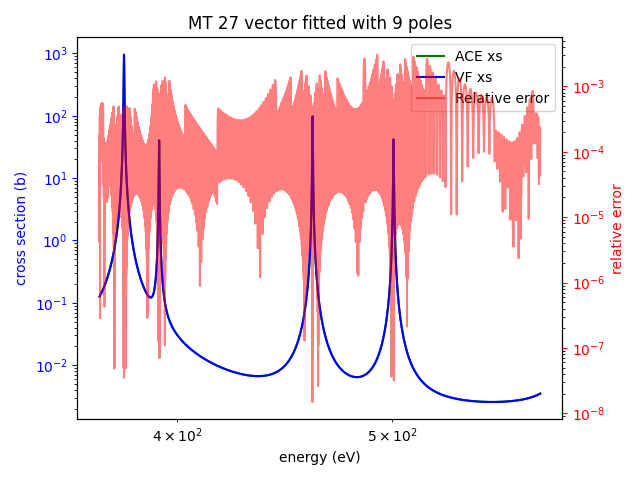 MT 27 vector fitted with 9 poles
ACE xs
VF xs
Relative error
cross section (b)
10³
10²
10¹
10⁰
10⁻¹
10⁻²
relative error
10⁻³
10⁻⁴
10⁻⁵
10⁻⁶
10⁻⁷
10⁻⁸
4 × 10²
5 × 10²
energy (eV)